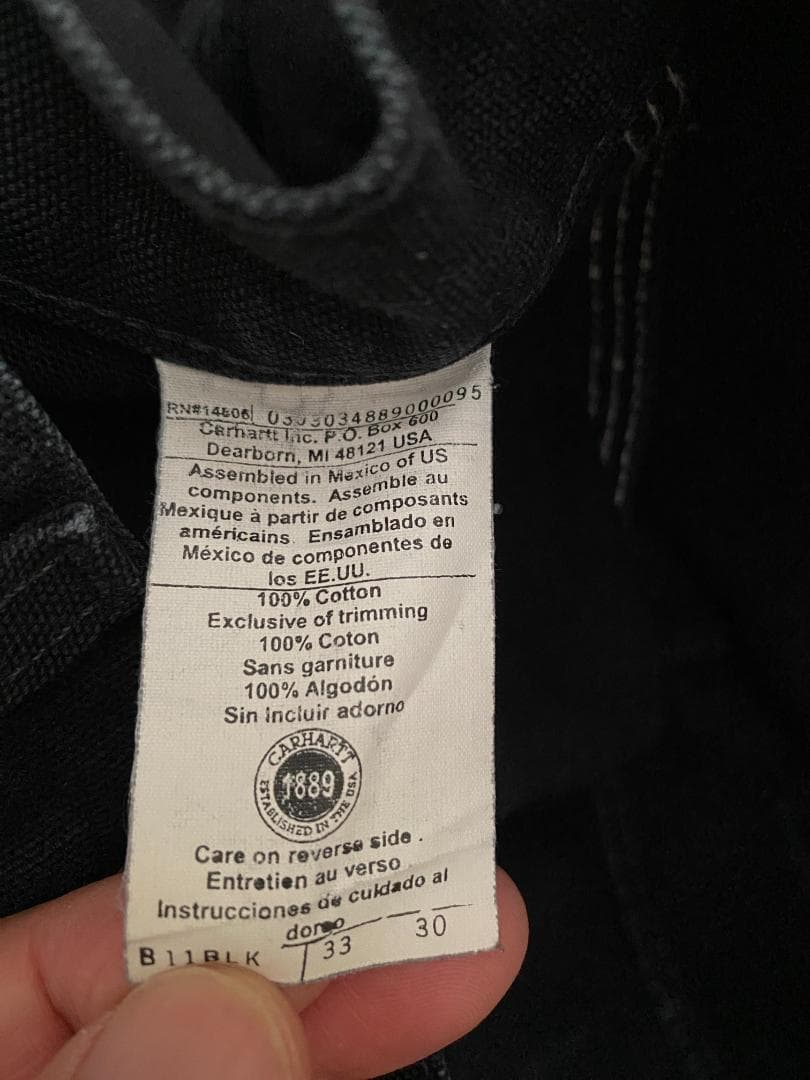 RN#14806 0303034889000095
Carhartt Inc. P.O. Box 600
Dearborn, MI 48121 USA
Assembled in Mexico of US
components. Assemble au
Mexique à partir de composants
américains. Ensamblado en
México de componentes de
los EE.UU.
100% Cotton
Exclusive of trimming
100% Coton
Sans garniture
100% Algodón
Sin incluir adorno
CARHARTT
1889
ESTABLISHED IN THE USA
Care on reverse side.
Entretien au verso
Instrucciones de cuidado al
dorso
B11BLK 33 30